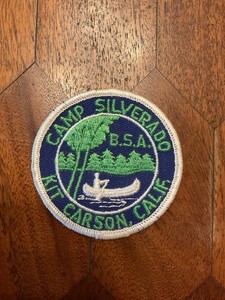 CAMP SILVERADO
B.S.A.
KIT CARSON, CALIF